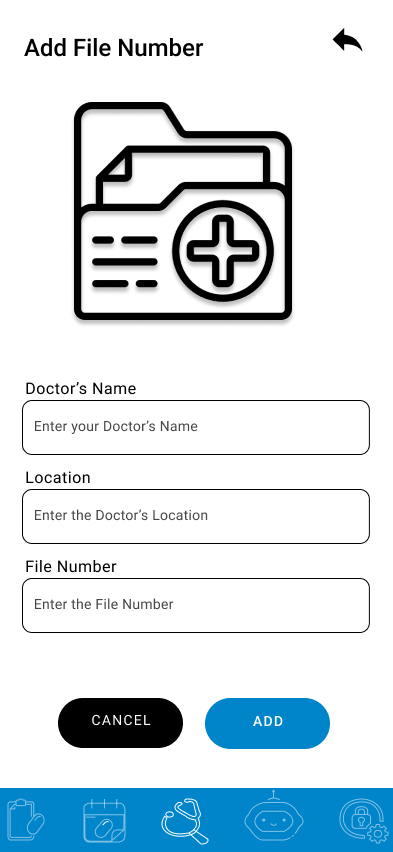 Add File Number
Doctor’s Name
Enter your Doctor’s Name
Location
Enter the Doctor’s Location
File Number
Enter the File Number
CANCEL
ADD